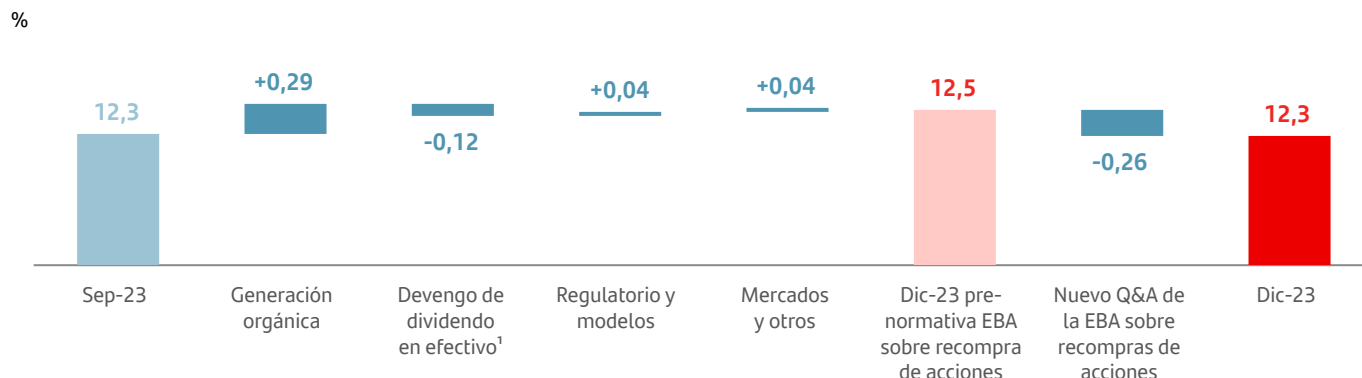 %
12,3
+0,29
-0,12
+0,04
+0,04
12,5
-0,26
12,3
Sep-23
Generación
orgánica
Devengo de
dividendo
en efectivo¹
Regulatorio y
modelos
Mercados
y otros
Dic-23 pre-
normativa EBA
sobre recompra
de acciones
Nuevo Q&A de
la EBA sobre
recompras de
acciones
Dic-23